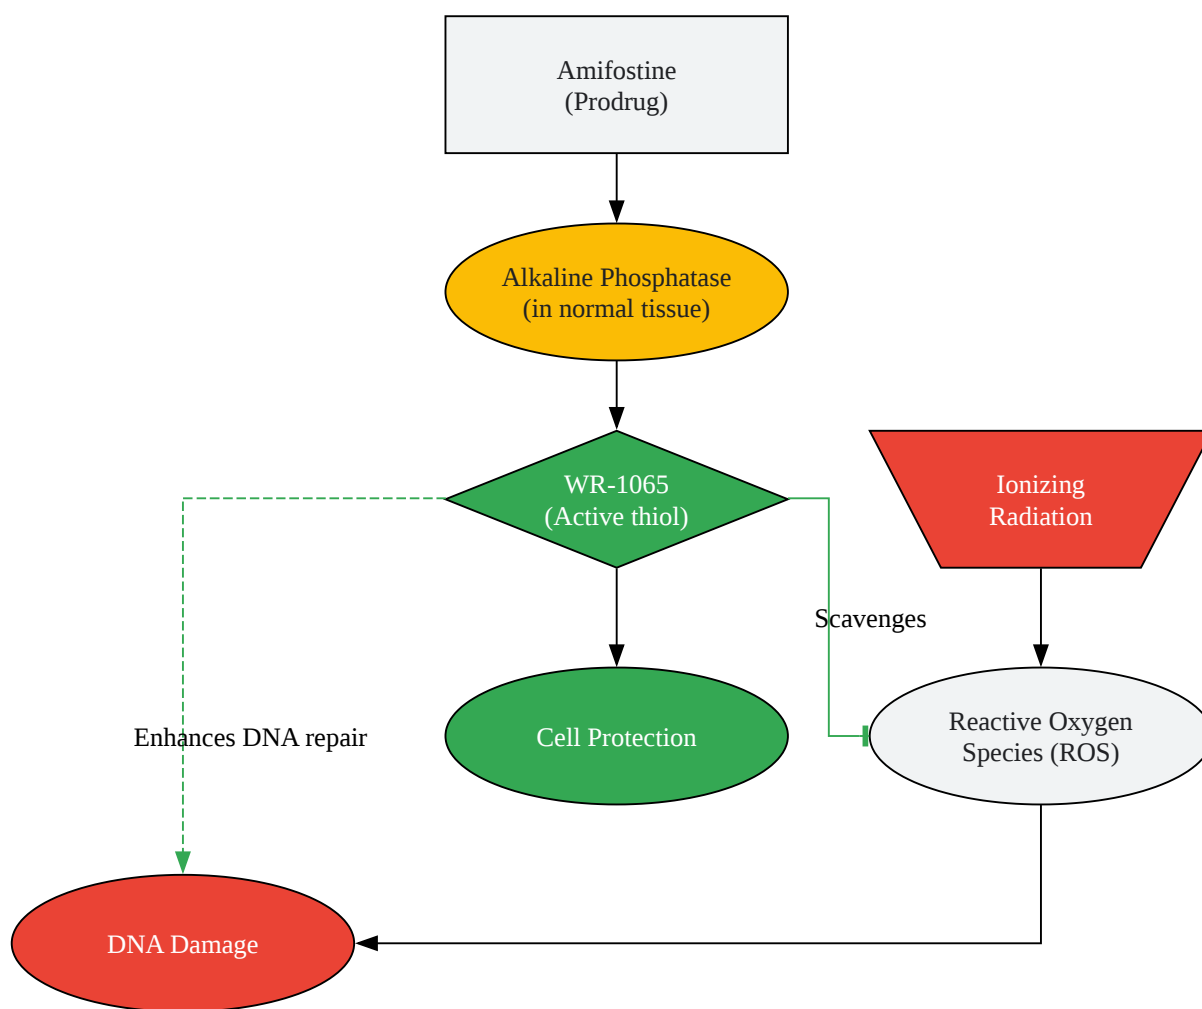 Amifostine
(Prodrug)
Alkaline Phosphatase
(in normal tissue)
WR-1065
(Active thiol)
Ionizing
Radiation
Scavenges
Enhances DNA repair
Cell Protection
Reactive Oxygen
Species (ROS)
DNA Damage